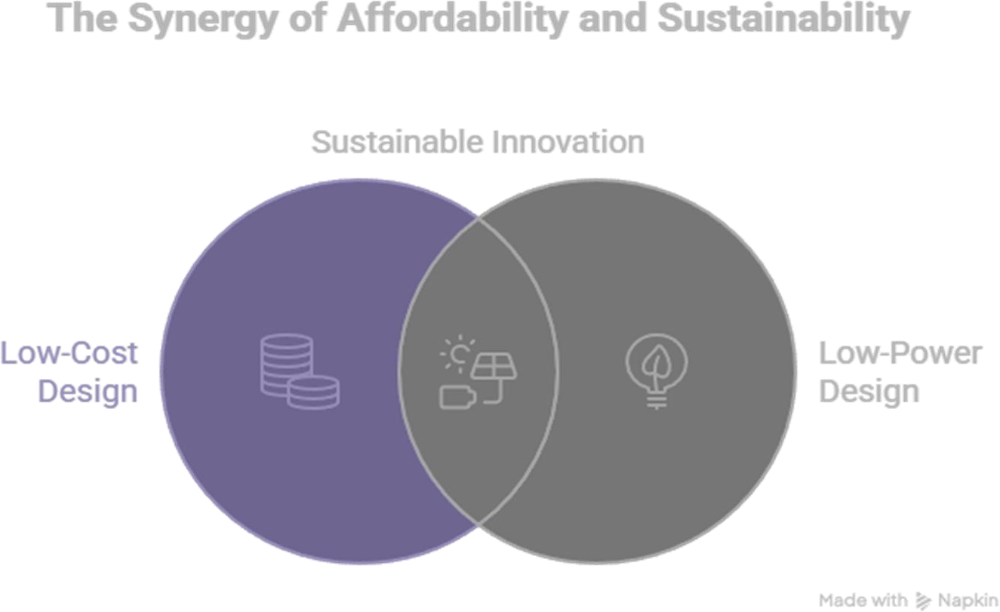 The Synergy of Affordability and Sustainability
Sustainable Innovation
Low-Cost
Design
Low-Power
Design
Made with Napkin